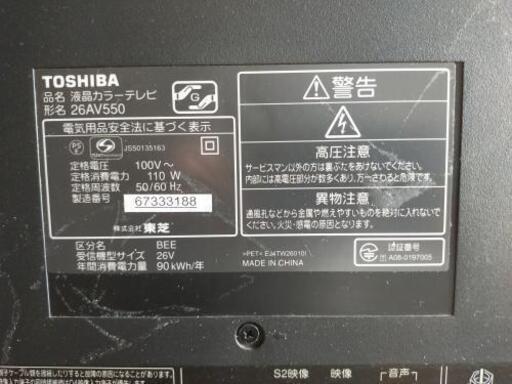 TOSHIBA
品名 液晶カラーテレビ
形名 26AV550
電気用品安全法に基づく表示
JS50135163
定格電圧 100V~
定格消費電力 110 W
定格周波数 50/60 Hz
製造番号 67333188
株式会社 東芝
区分名 BEE
受信機型サイズ 26V
年間消費電力量 90 kWh/年
警告
高圧注意
サービスマン以外の方は裏ぶたをあけないでください。
内部には高電圧部分が数多くあり、万一さわると危険です。
異物注意
通風孔などから金属や燃えやすいものを差し込まないで
ください。火災・感電の原因となります。
>PET< EJ4TW26010I
MADE IN CHINA
認証番号
A08-0197005
S2映像 映像 音声